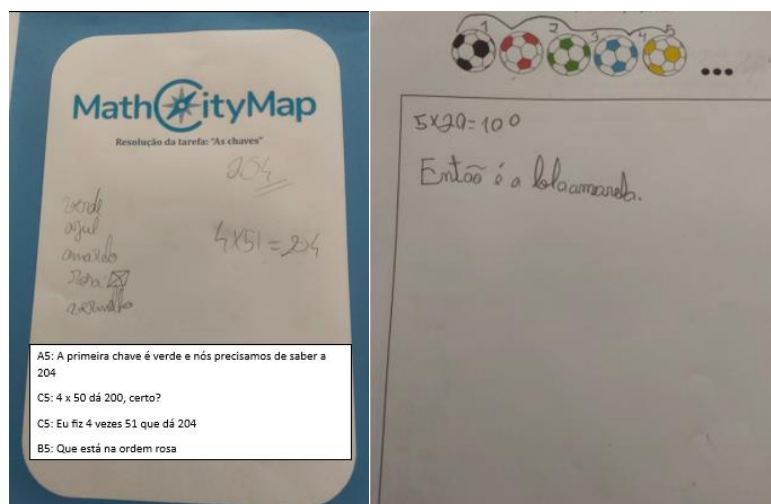 MathCityMap
Resolução da tarefa: "As chaves"
204
verde
azul
amarelo
rosa
vermelho
4x51=204
A5: A primeira chave é verde e nós precisamos de saber a
204
C5: 4 x 50 dá 200, certo?
C5: Eu fiz 4 vezes 51 que dá 204
B5: Que está na ordem rosa
1 2 3 4 5
...
5x20=100
Então é a bola amarela.